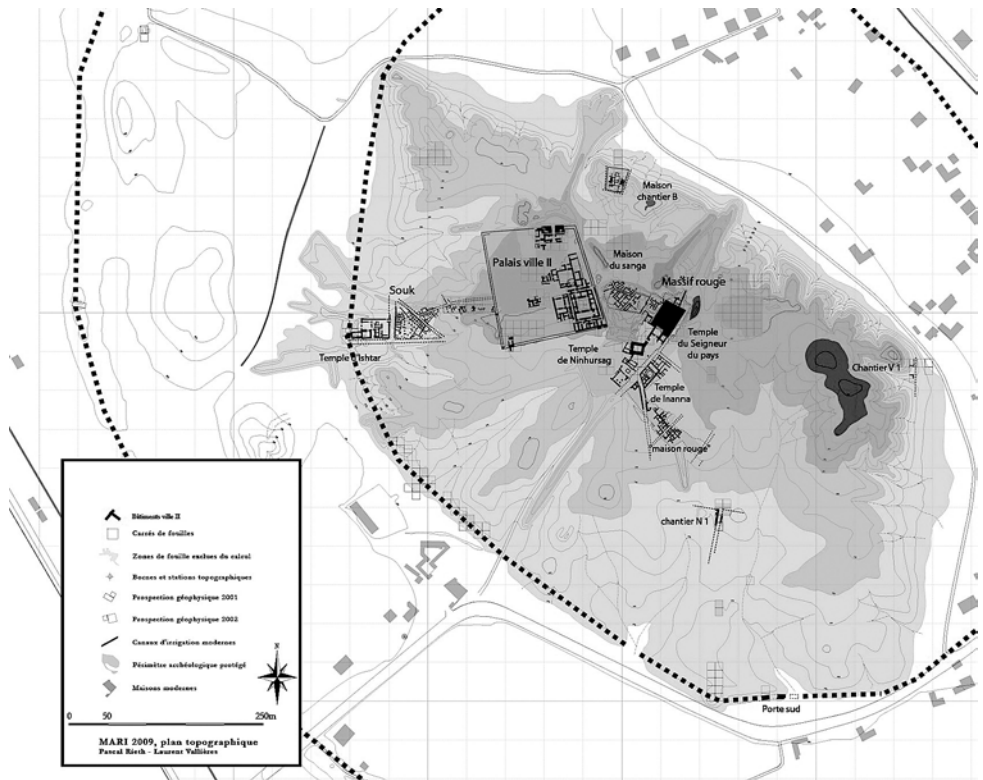 Maison
chantier B
Palais ville II
Maison
du sanga
Massif rouge
Souk
Temple d'Ishtar
Temple
de Ninhursag
Temple
du Seigneur
du pays
Chantier V 1
Temple
de Inanna
maison rouge
chantier N 1
Porte sud
Bâtiments ville II
Carrés de fouilles
Zones de fouille exclues du calcul
Bornes et stations topographiques
Prospection géophysique 2001
Prospection géophysique 2002
Canaux d'irrigation modernes
Périmètre archéologique protégé
Maisons modernes
N
0 50 250m
MARI 2009, plan topographique
Pascal Rieth - Laurent Vallières